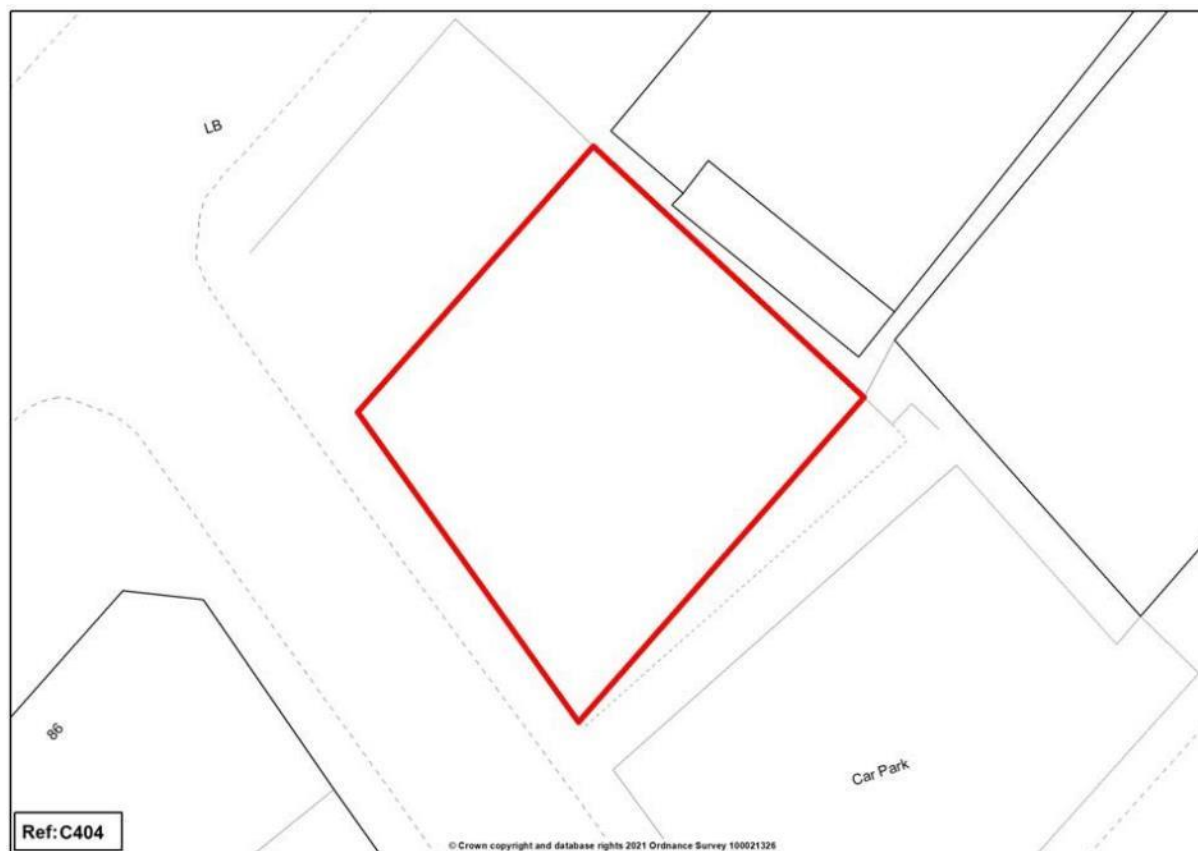 LB
86
Car Park
Ref:C404
© Crown copyright and database rights 2021 Ordnance Survey 100021326